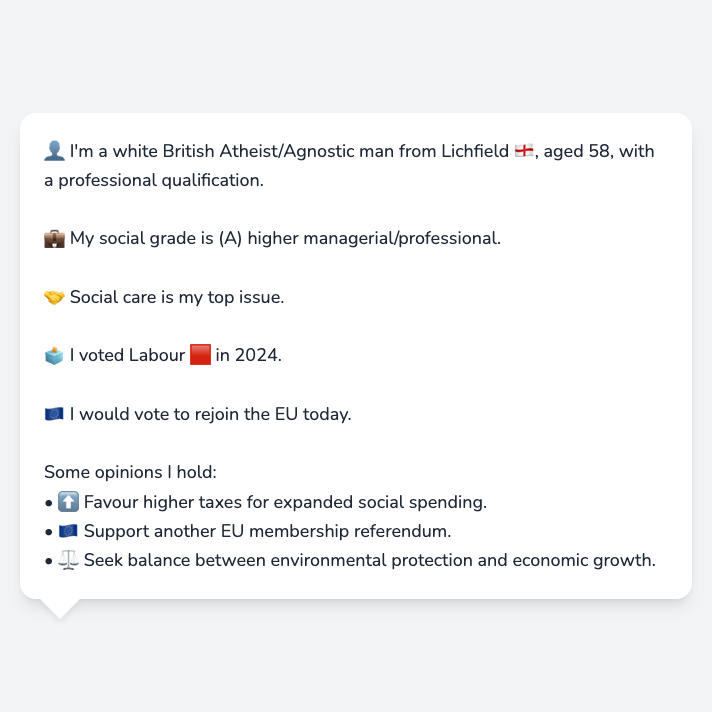 👤 I'm a white British Atheist/Agnostic man from Lichfield 🏴󠁧󠁢󠁥󠁮󠁧󠁿, aged 58, with
a professional qualification.
💼 My social grade is (A) higher managerial/professional.
🤝 Social care is my top issue.
🗳️ I voted Labour 🟥 in 2024.
🇪🇺 I would vote to rejoin the EU today.
Some opinions I hold:
• ⬆️ Favour higher taxes for expanded social spending.
• 🇪🇺 Support another EU membership referendum.
• ⚖️ Seek balance between environmental protection and economic growth.